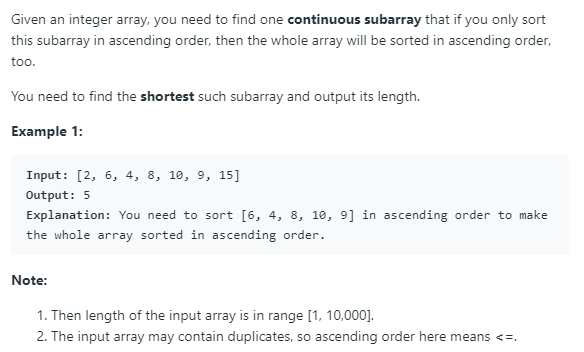 Given an integer array, you need to find one continuous subarray that if you only sort
this subarray in ascending order, then the whole array will be sorted in ascending order,
too.
You need to find the shortest such subarray and output its length.
Example 1:
Input: [2, 6, 4, 8, 10, 9, 15]
Output: 5
Explanation: You need to sort [6, 4, 8, 10, 9] in ascending order to make
the whole array sorted in ascending order.
Note:
1. Then length of the input array is in range [1, 10,000].
2. The input array may contain duplicates, so ascending order here means <=.